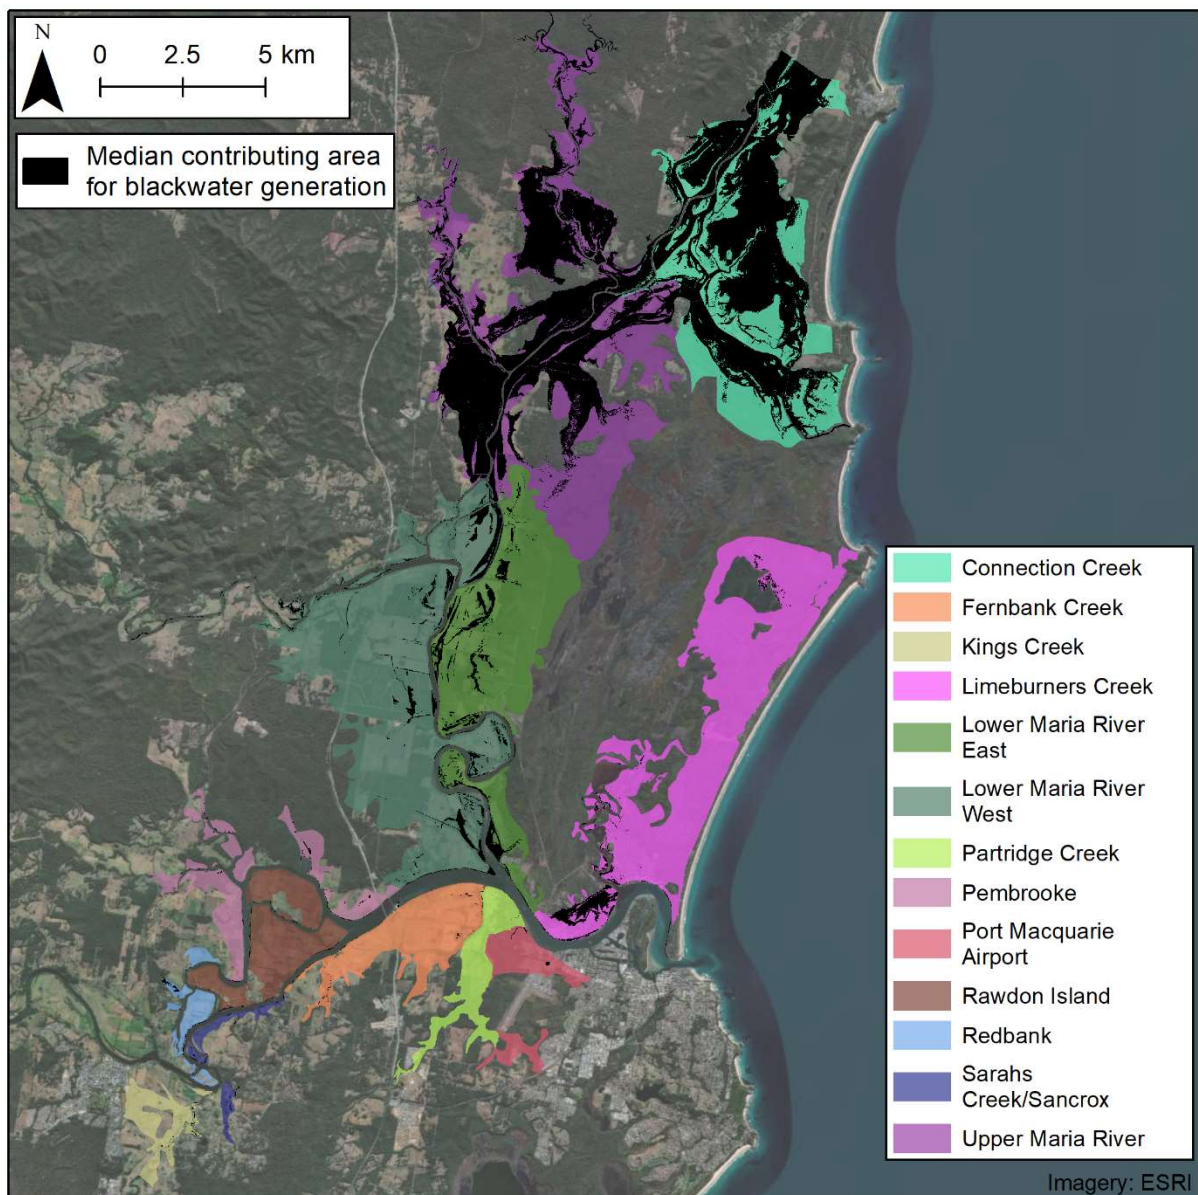 N
0 2.5 5 km
Median contributing area
for blackwater generation
Connection Creek
Fernbank Creek
Kings Creek
Limeburners Creek
Lower Maria River
East
Lower Maria River
West
Partridge Creek
Pembrooke
Port Macquarie
Airport
Rawdon Island
Redbank
Sarahs
Creek/Sancrox
Upper Maria River
Imagery: ESRI